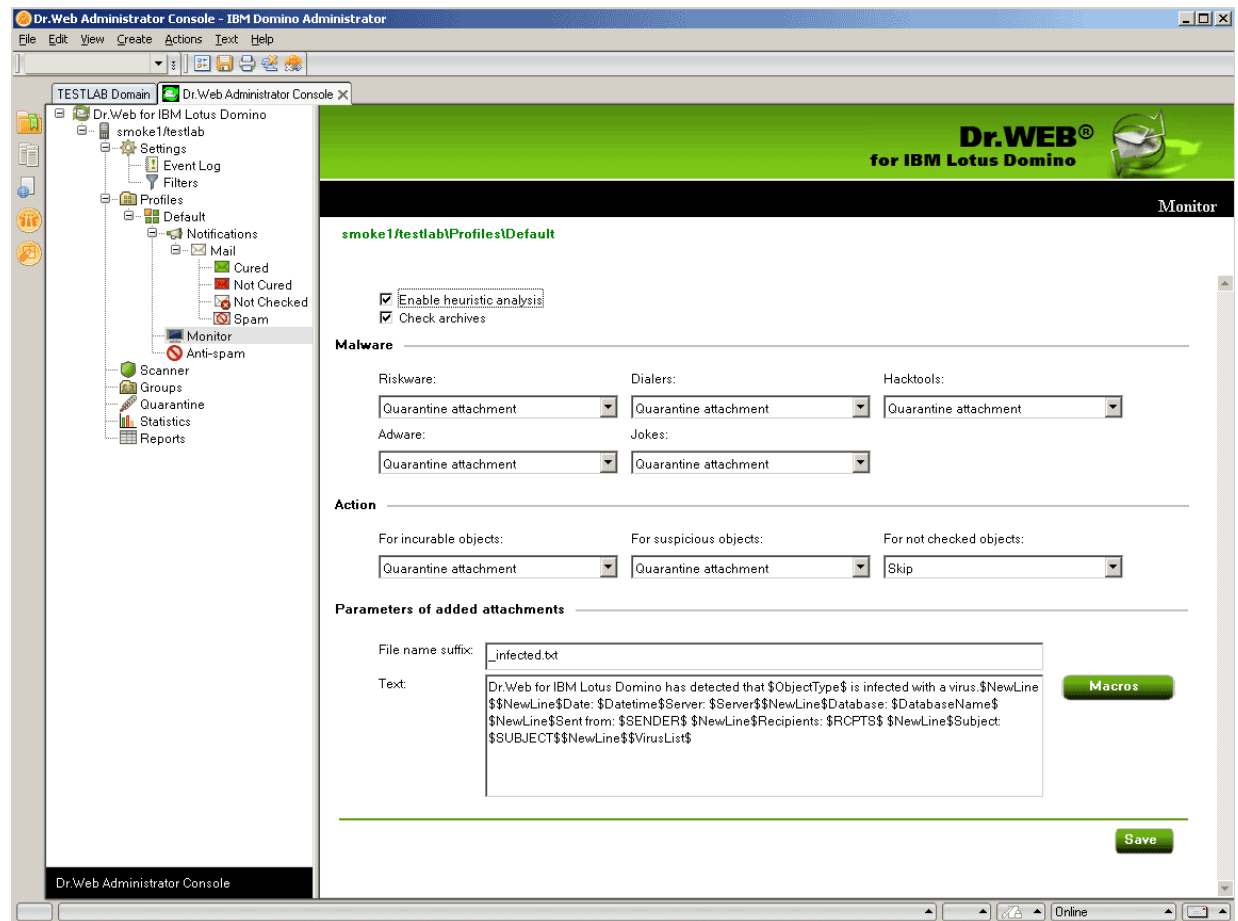 Dr.Web Administrator Console - IBM Domino Administrator
File Edit View Create Actions Text Help
TESTLAB Domain
Dr.Web Administrator Console
Dr.Web for IBM Lotus Domino
smoke1/testlab
Settings
Event Log
Filters
Profiles
Default
Notifications
Mail
Cured
Not Cured
Not Checked
Spam
Monitor
Anti-spam
Scanner
Groups
Quarantine
Statistics
Reports
Dr.Web Administrator Console
Dr.WEB®
for IBM Lotus Domino
Monitor
smoke1/testlab\Profiles\Default
Enable heuristic analysis
Check archives
Malware
Riskware: Dialers: Hacktools:
Quarantine attachment Quarantine attachment Quarantine attachment
Adware: Jokes:
Quarantine attachment Quarantine attachment
Action
For incurable objects: For suspicious objects: For not checked objects:
Quarantine attachment Quarantine attachment Skip
Parameters of added attachments
File name suffix: _infected.txt
Text: Dr.Web for IBM Lotus Domino has detected that $ObjectType$ is infected with a virus.$NewLine
$$NewLine$Date: $Datetime$Server: $Server$$NewLine$Database: $DatabaseName$
$NewLine$Sent from: $SENDER$ $NewLine$Recipients: $RCPTS$ $NewLine$Subject:
$SUBJECT$$NewLine$$VirusList$
Macros
Save
Online